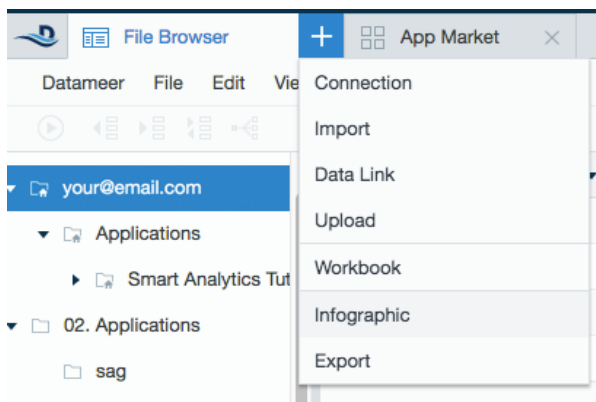 File Browser
+
App Market
Datameer File Edit Vie
Connection
Import
Data Link
Upload
Workbook
Infographic
Export
your@email.com
Applications
Smart Analytics Tut
02. Applications
sag